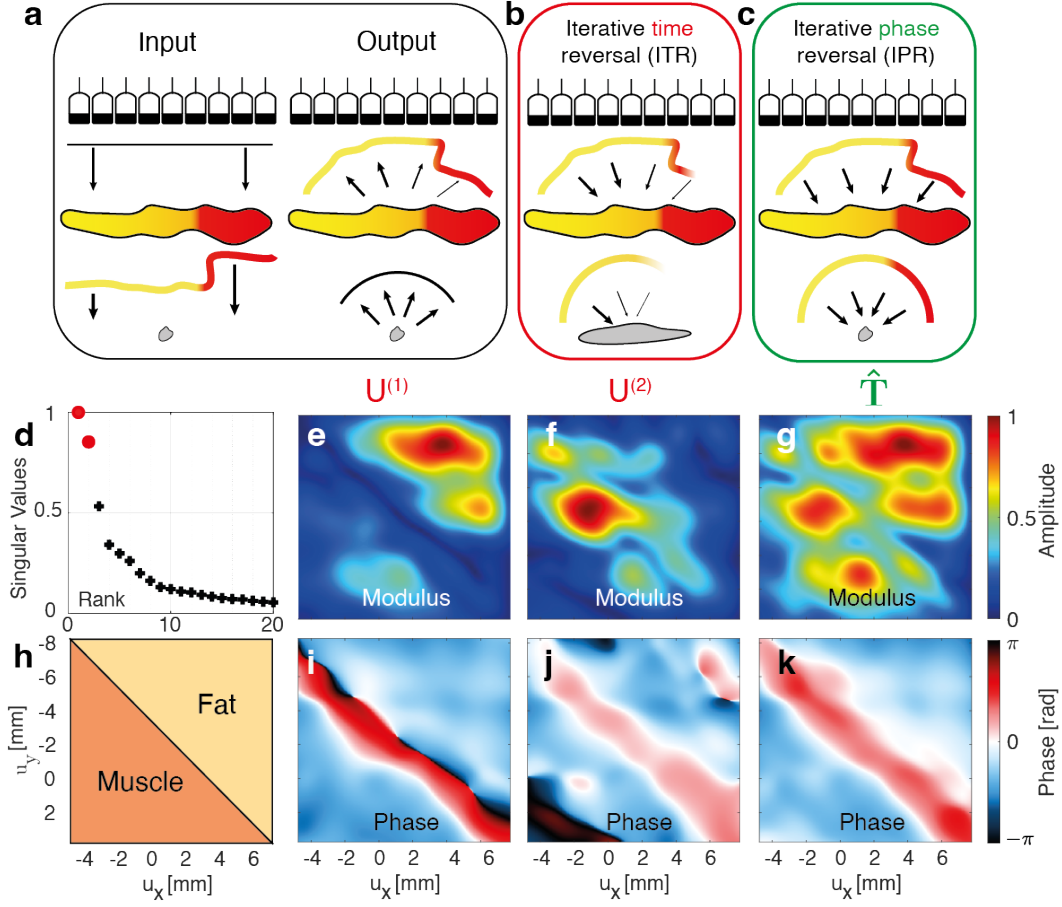 a
Input
Output
b
Iterative time
reversal (ITR)
c
Iterative phase
reversal (IPR)
U(1)
U(2)
T̂
d
Singular Values
1
0.5
0
Rank
0
10
20
e
Modulus
f
Modulus
g
Modulus
1
0.5
0
Amplitude
h
-8
-6
-4
-2
0
2
uy [mm]
Fat
Muscle
-4 -2 0 2 4 6
ux [mm]
i
Phase
-4 -2 0 2 4 6
ux [mm]
j
Phase
-4 -2 0 2 4 6
ux [mm]
k
Phase
-4 -2 0 2 4 6
ux [mm]
π
0
−π
Phase [rad]